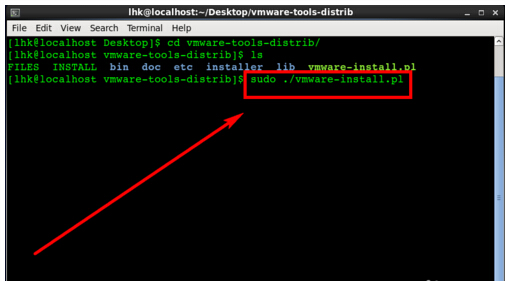 lhk@localhost:~/Desktop/vmware-tools-distrib
File Edit View Search Terminal Help
[lhk@localhost Desktop]$ cd vmware-tools-distrib/
[lhk@localhost vmware-tools-distrib]$ ls
FILES INSTALL bin doc etc installer lib vmware-install.pl
[lhk@localhost vmware-tools-distrib]$ sudo ./vmware-install.pl